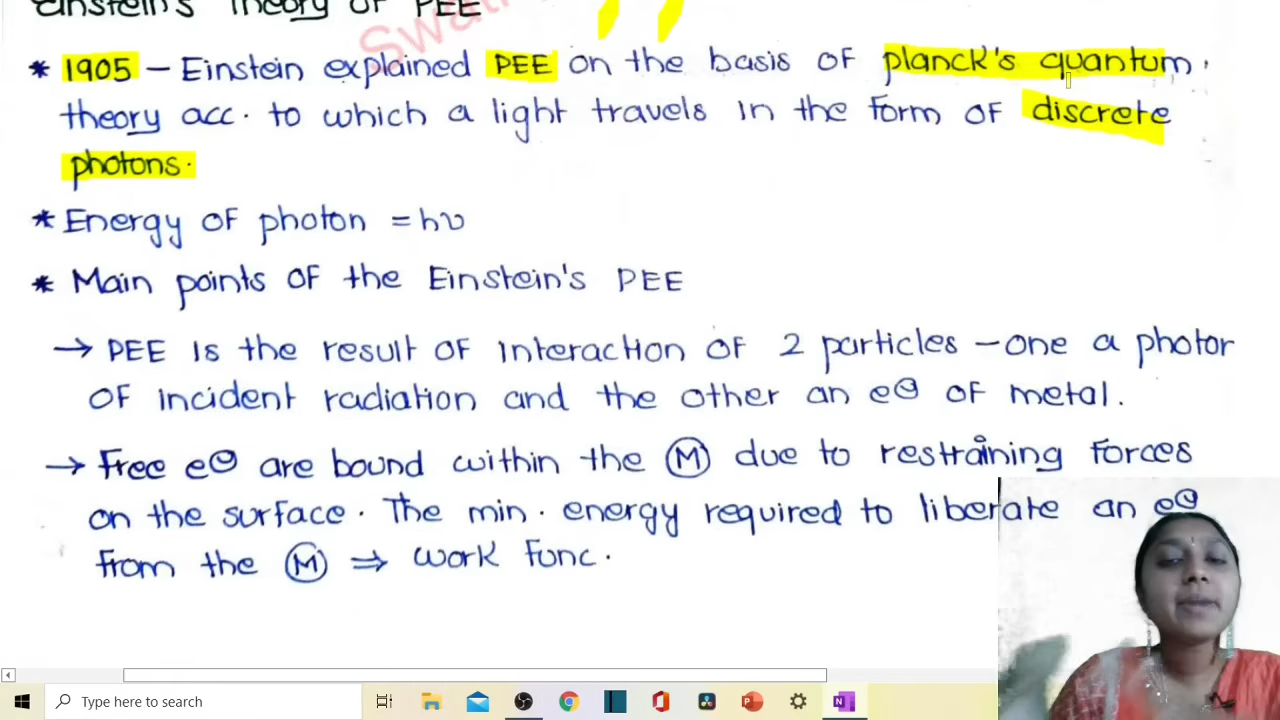 Einstein's Theory of PEE
Swat
* 1905 – Einstein explained PEE on the basis of planck's quantum
theory acc. to which a light travels in the form of discrete
photons.
* Energy of photon = hν
* Main points of the Einstein's PEE
→ PEE is the result of interaction of 2 particles – one a photor
of incident radiation and the other an e⊖ of metal.
→ Free e⊖ are bound within the Ⓜ due to restraining forces
on the surface. The min. energy required to liberate an e⊖
from the Ⓜ ⇒ work func.
Type here to search